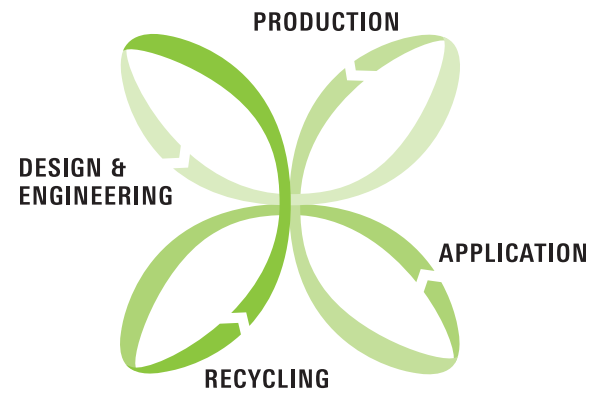 PRODUCTION
DESIGN &
ENGINEERING
APPLICATION
RECYCLING